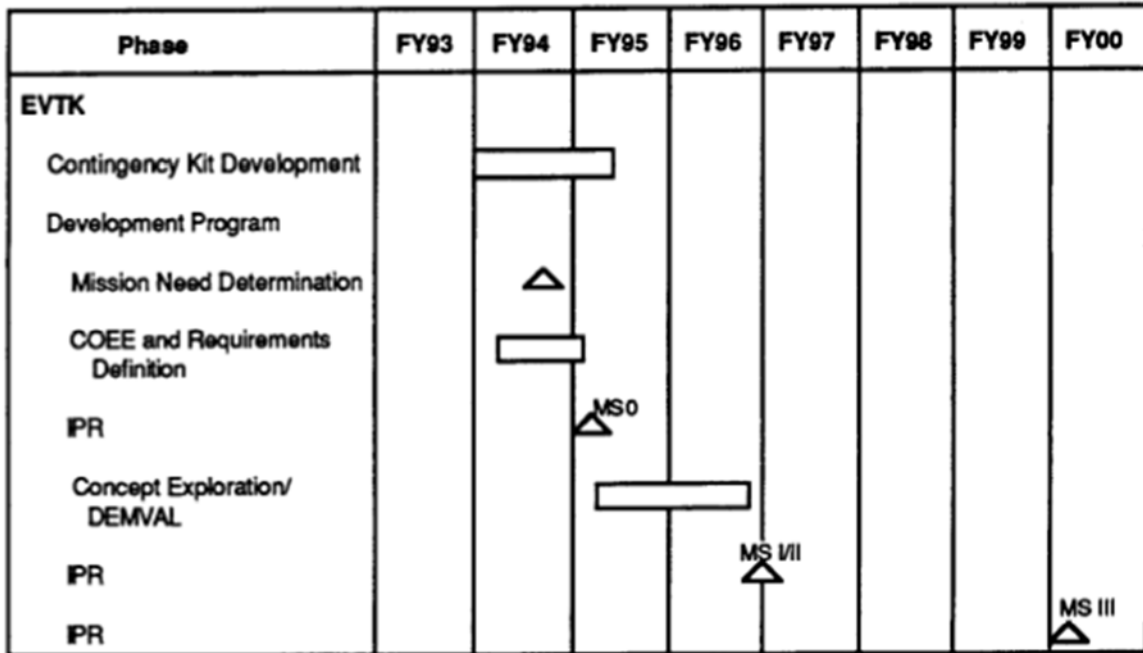 Phase FY93 FY94 FY95 FY96 FY97 FY98 FY99 FY00
EVTK
Contingency Kit Development
Development Program
Mission Need Determination
COEE and Requirements
Definition
MS0
IPR
Concept Exploration/
DEMVAL
MS I/II
IPR
MS III
IPR